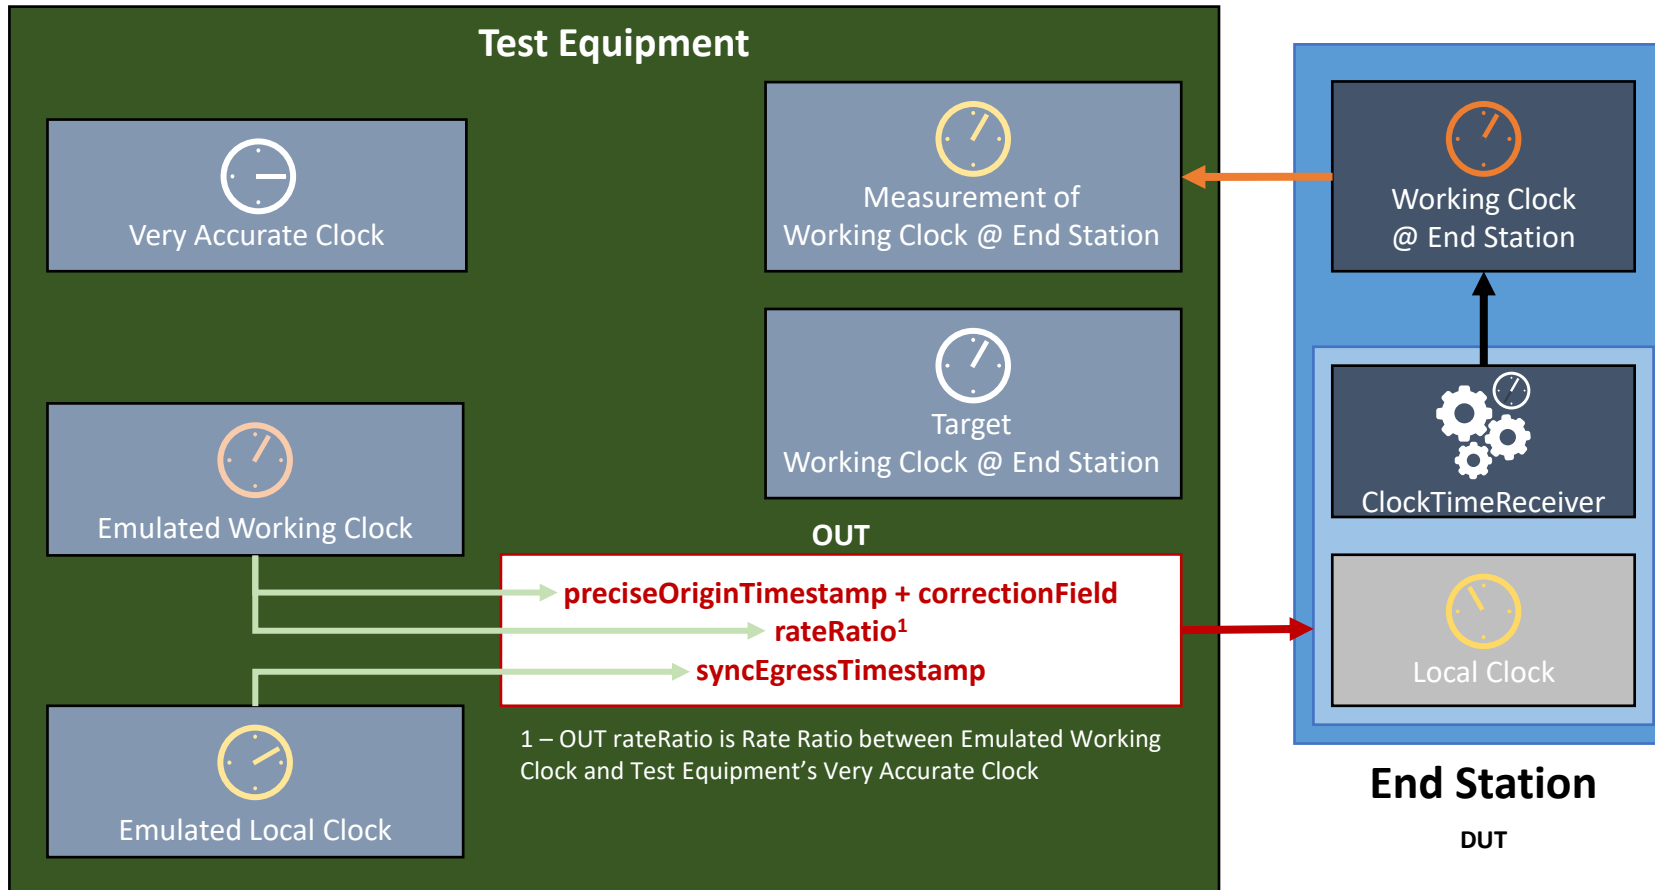 Test Equipment
Very Accurate Clock
Measurement of
Working Clock @ End Station
Working Clock
@ End Station
Target
Working Clock @ End Station
ClockTimeReceiver
Emulated Working Clock
OUT
preciseOriginTimestamp + correctionField
rateRatio¹
syncEgressTimestamp
Local Clock
1 – OUT rateRatio is Rate Ratio between Emulated Working
Clock and Test Equipment’s Very Accurate Clock
Emulated Local Clock
End Station
DUT